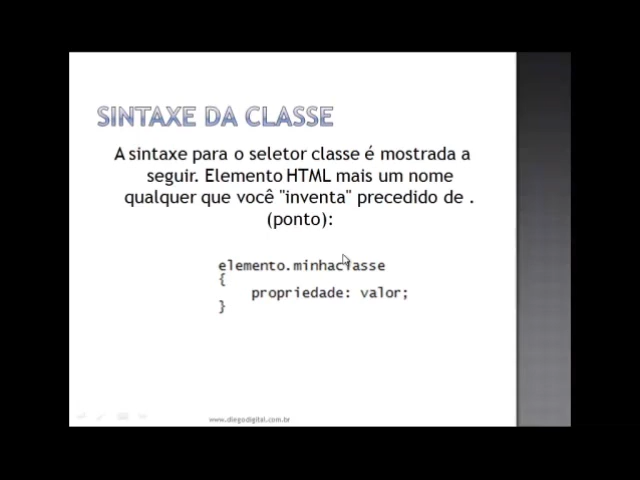 SINTAXE DA CLASSE
A sintaxe para o seletor classe é mostrada a
seguir. Elemento HTML mais um nome
qualquer que você "inventa" precedido de .
(ponto):
elemento.minhaclasse
{
propriedade: valor;
}
www.diegodigital.com.br